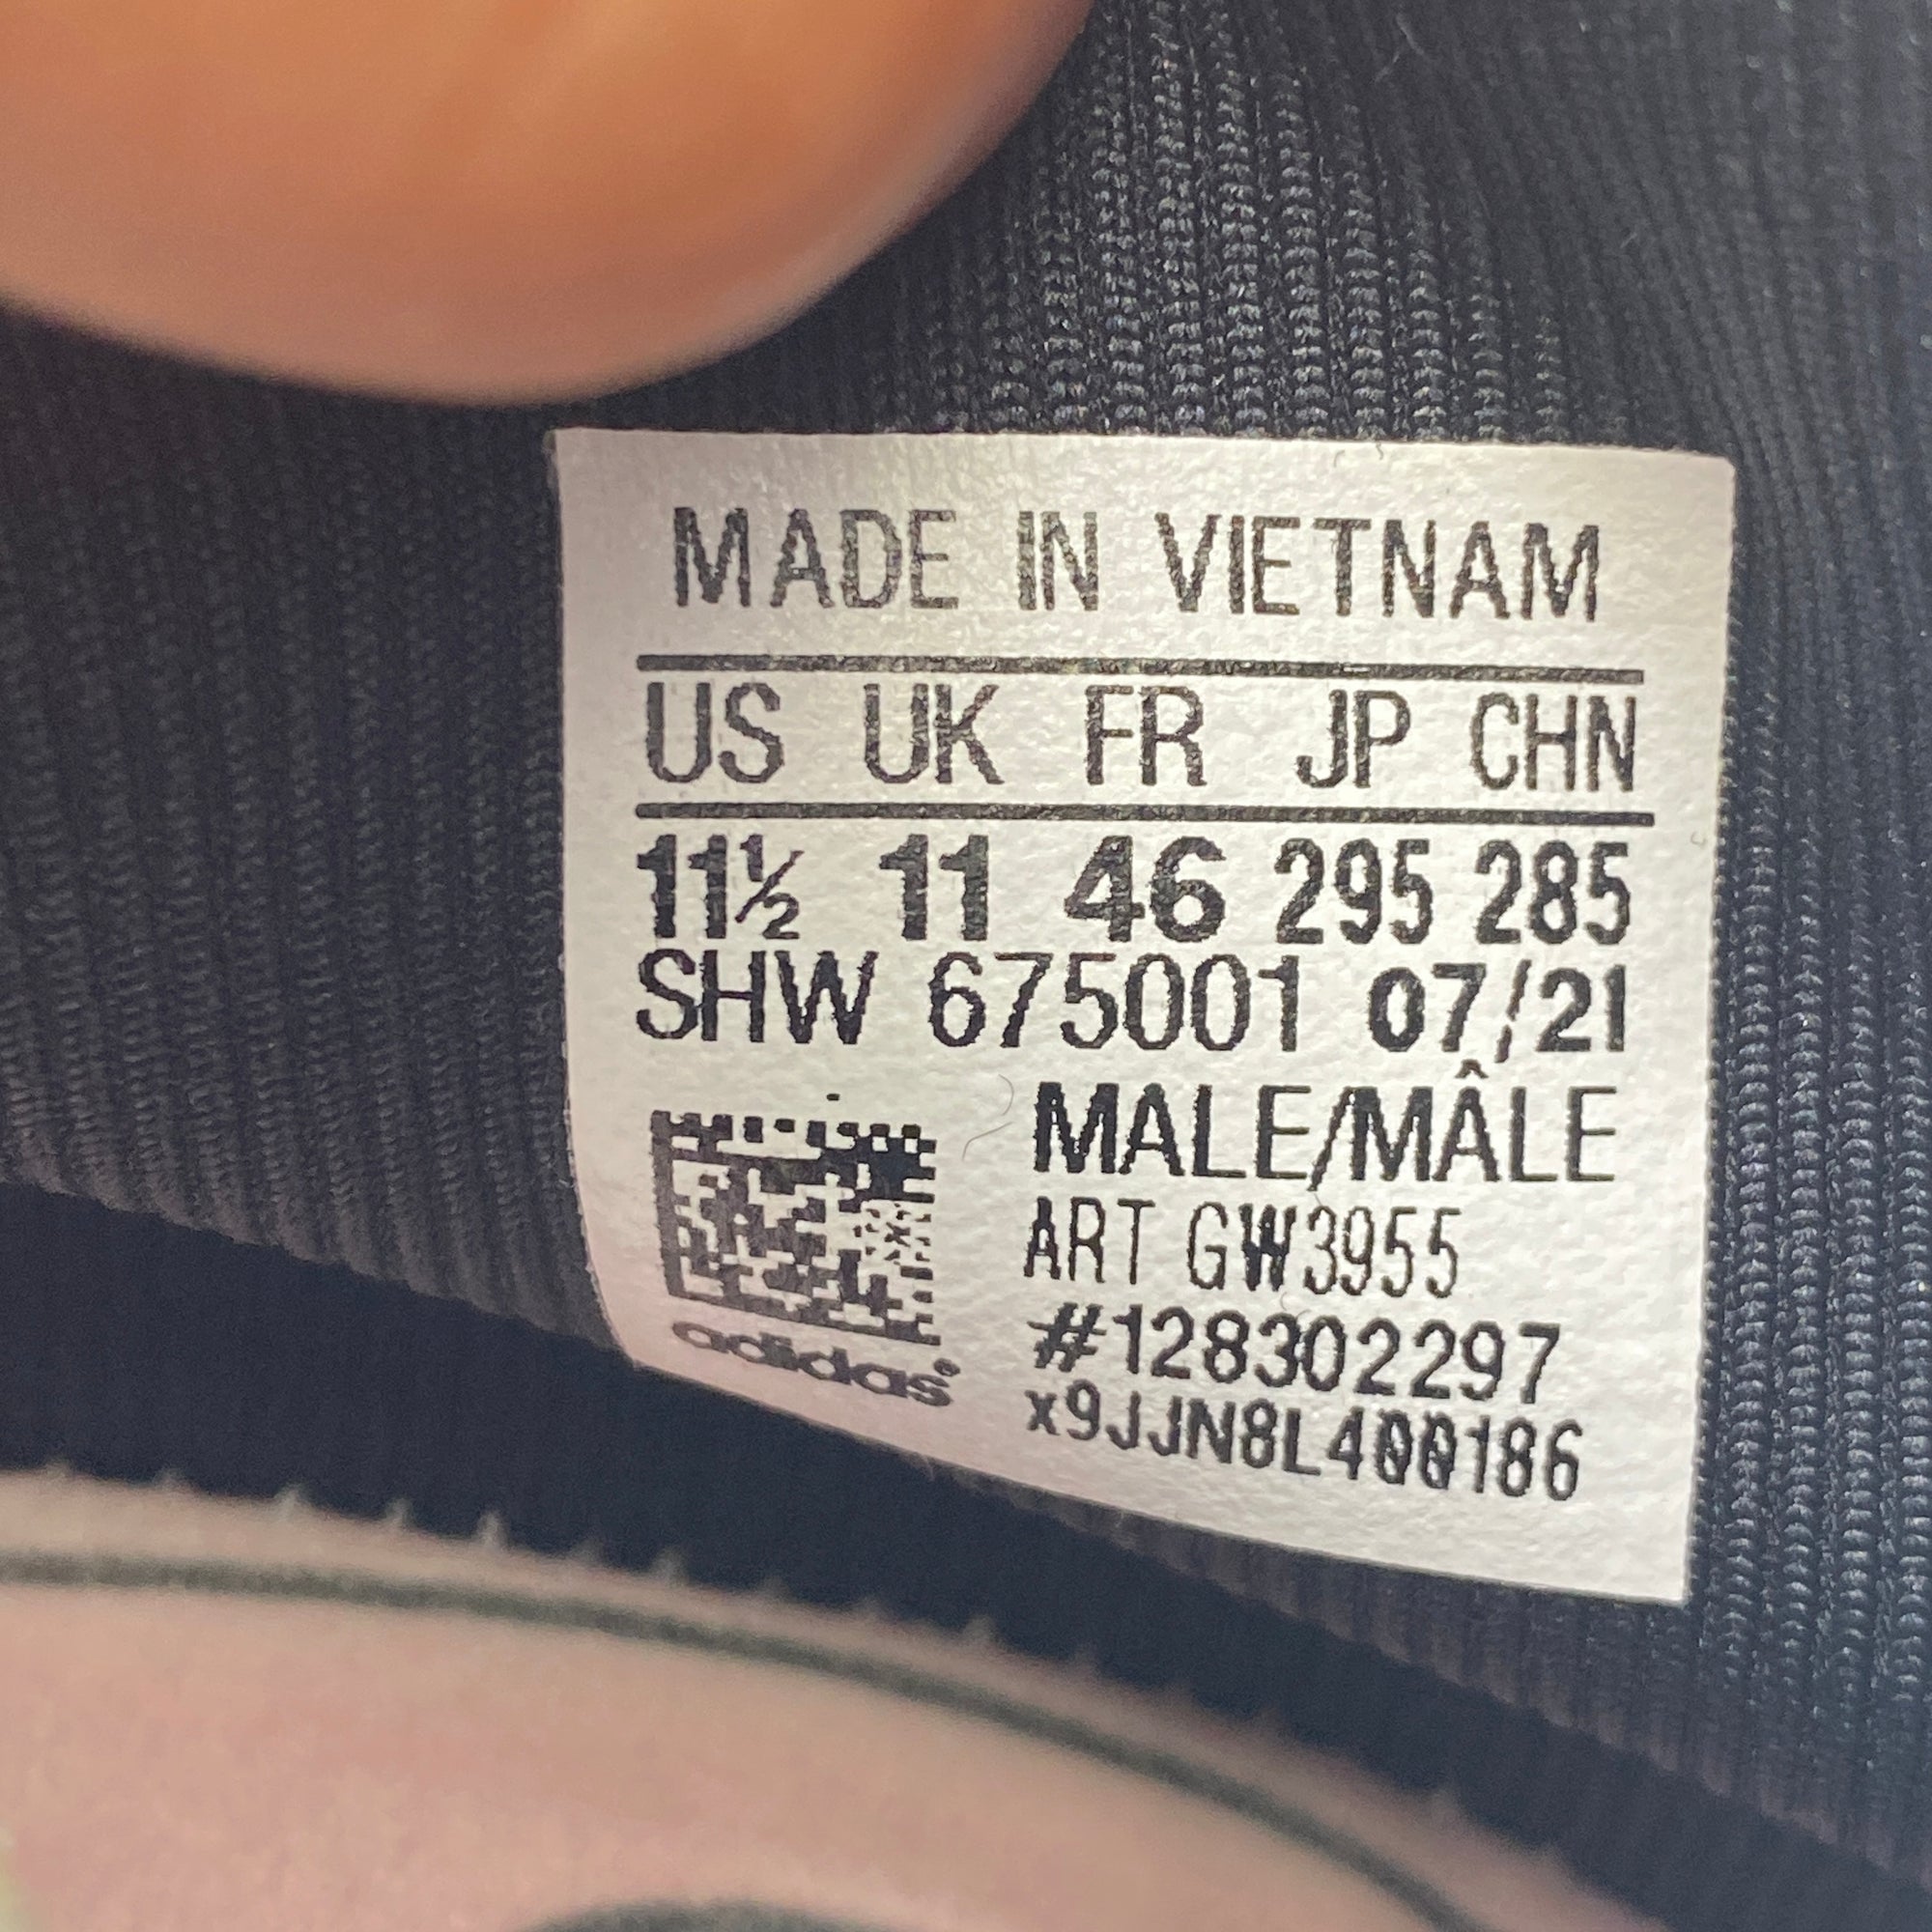 MADE IN VIETNAM
US UK FR JP CHN
11½ 11 46 295 285
SHW 675001 07/21
MALE/MÂLE
ART GW3955
#128302297
x9JJN8L400186
adidas